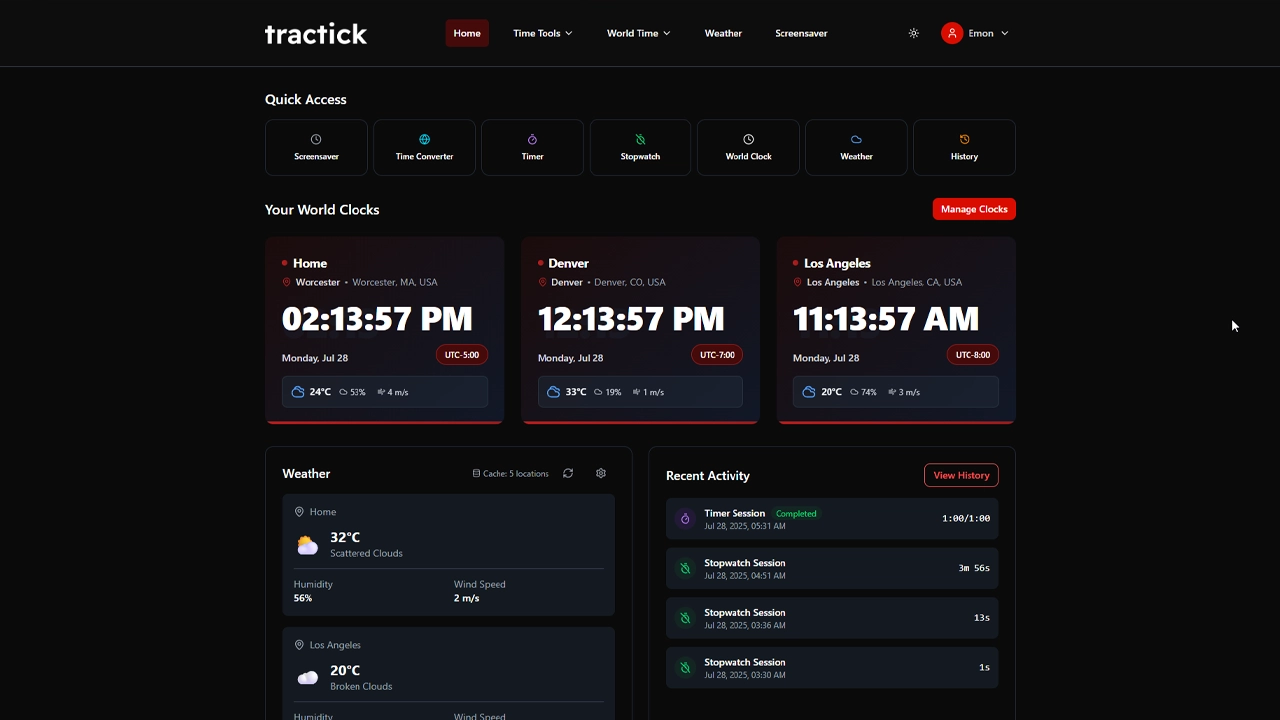 tractick
Home
Time Tools
World Time
Weather
Screensaver
Emon
Quick Access
Screensaver
Time Converter
Timer
Stopwatch
World Clock
Weather
History
Your World Clocks
Manage Clocks
Home
Worcester • Worcester, MA, USA
02:13:57 PM
Monday, Jul 28
UTC-5:00
24°C 53% 4 m/s
Denver
Denver • Denver, CO, USA
12:13:57 PM
Monday, Jul 28
UTC-7:00
33°C 19% 1 m/s
Los Angeles
Los Angeles • Los Angeles, CA, USA
11:13:57 AM
Monday, Jul 28
UTC-8:00
20°C 74% 3 m/s
Weather
Cache: 5 locations
Home
32°C
Scattered Clouds
Humidity
56%
Wind Speed
2 m/s
Los Angeles
20°C
Broken Clouds
Humidity
Wind Speed
Recent Activity
View History
Timer Session Completed
Jul 28, 2025, 05:31 AM
1:00/1:00
Stopwatch Session
Jul 28, 2025, 04:51 AM
3m 56s
Stopwatch Session
Jul 28, 2025, 03:36 AM
13s
Stopwatch Session
Jul 28, 2025, 03:30 AM
1s